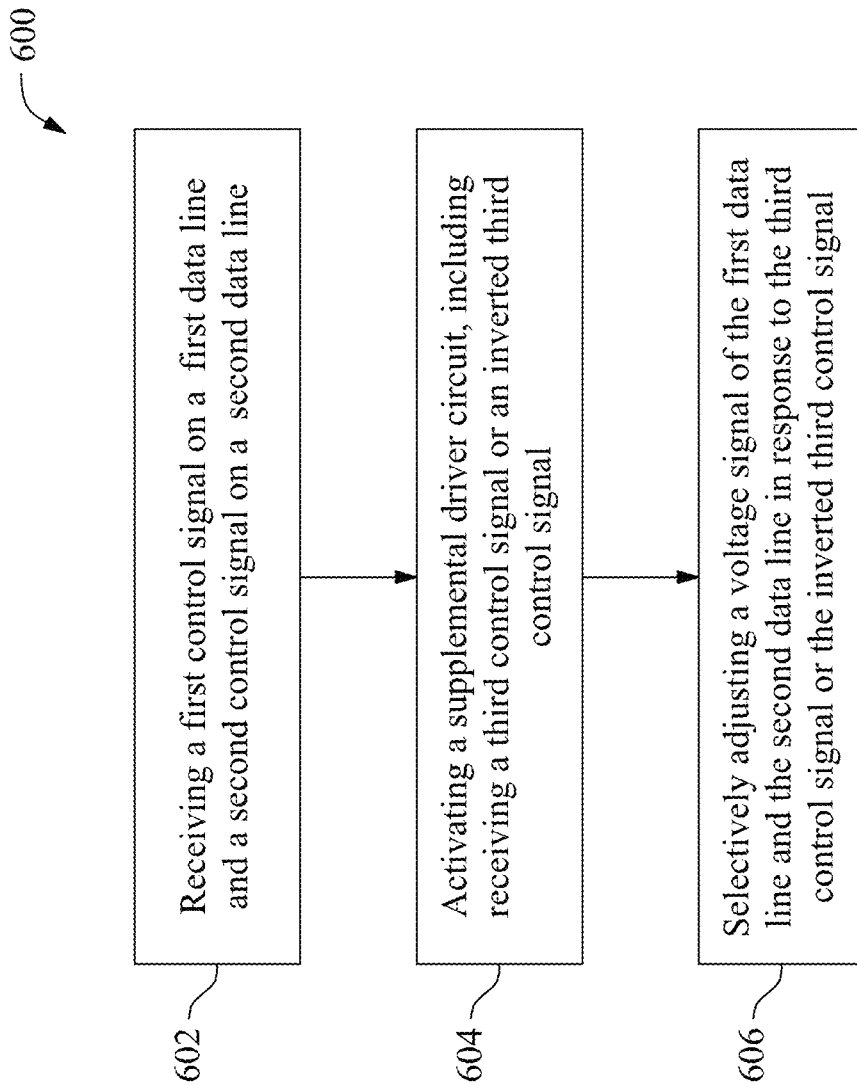 600
602
Receiving a first control signal on a first data line
and a second control signal on a second data line
604
Activating a supplemental driver circuit, including
receiving a third control signal or an inverted third
control signal
606
Selectively adjusting a voltage signal of the first data
line and the second data line in response to the third
control signal or the inverted third control signal